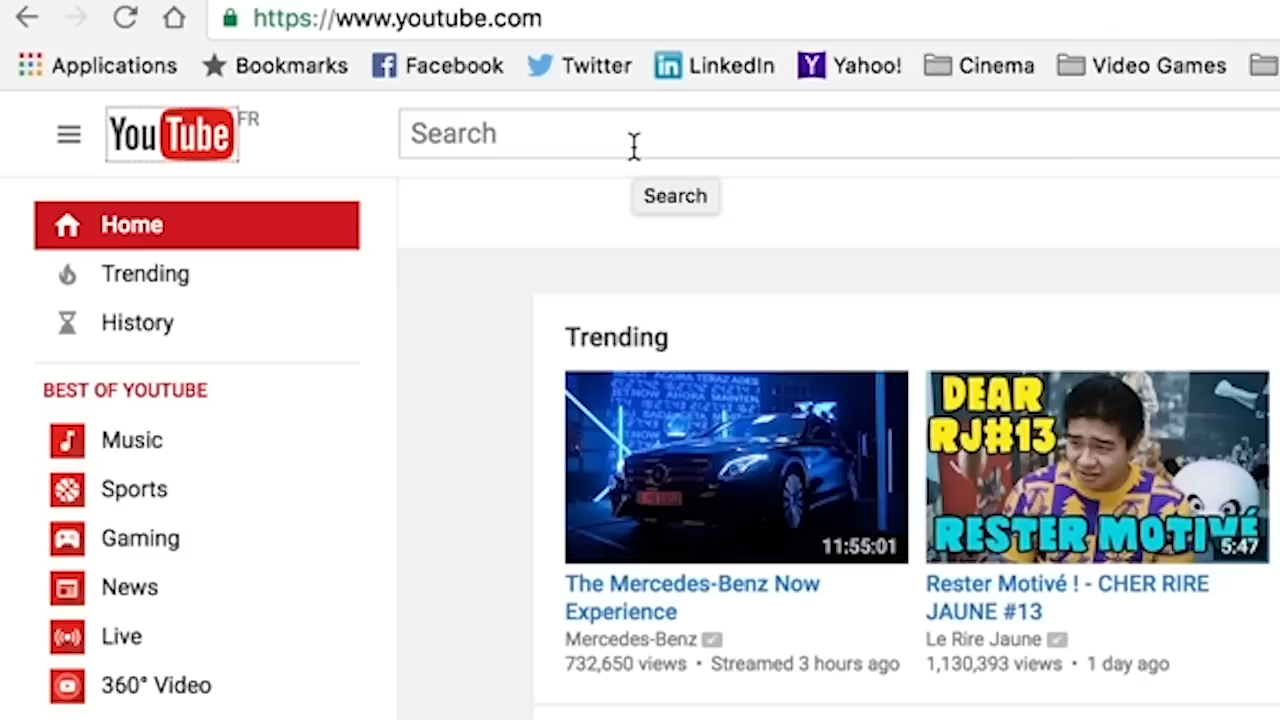 https://www.youtube.com
Applications Bookmarks Facebook Twitter LinkedIn Yahoo! Cinema Video Games
YouTube FR
Search
Search
Home
Trending
History
BEST OF YOUTUBE
Music
Sports
Gaming
News
Live
360° Video
Trending
11:55:01
The Mercedes-Benz Now
Experience
Mercedes-Benz
732,650 views • Streamed 3 hours ago
DEAR
RJ#13
RESTER MOTIVÉ
5:47
Rester Motivé ! - CHER RIRE
JAUNE #13
Le Rire Jaune
1,130,393 views • 1 day ago